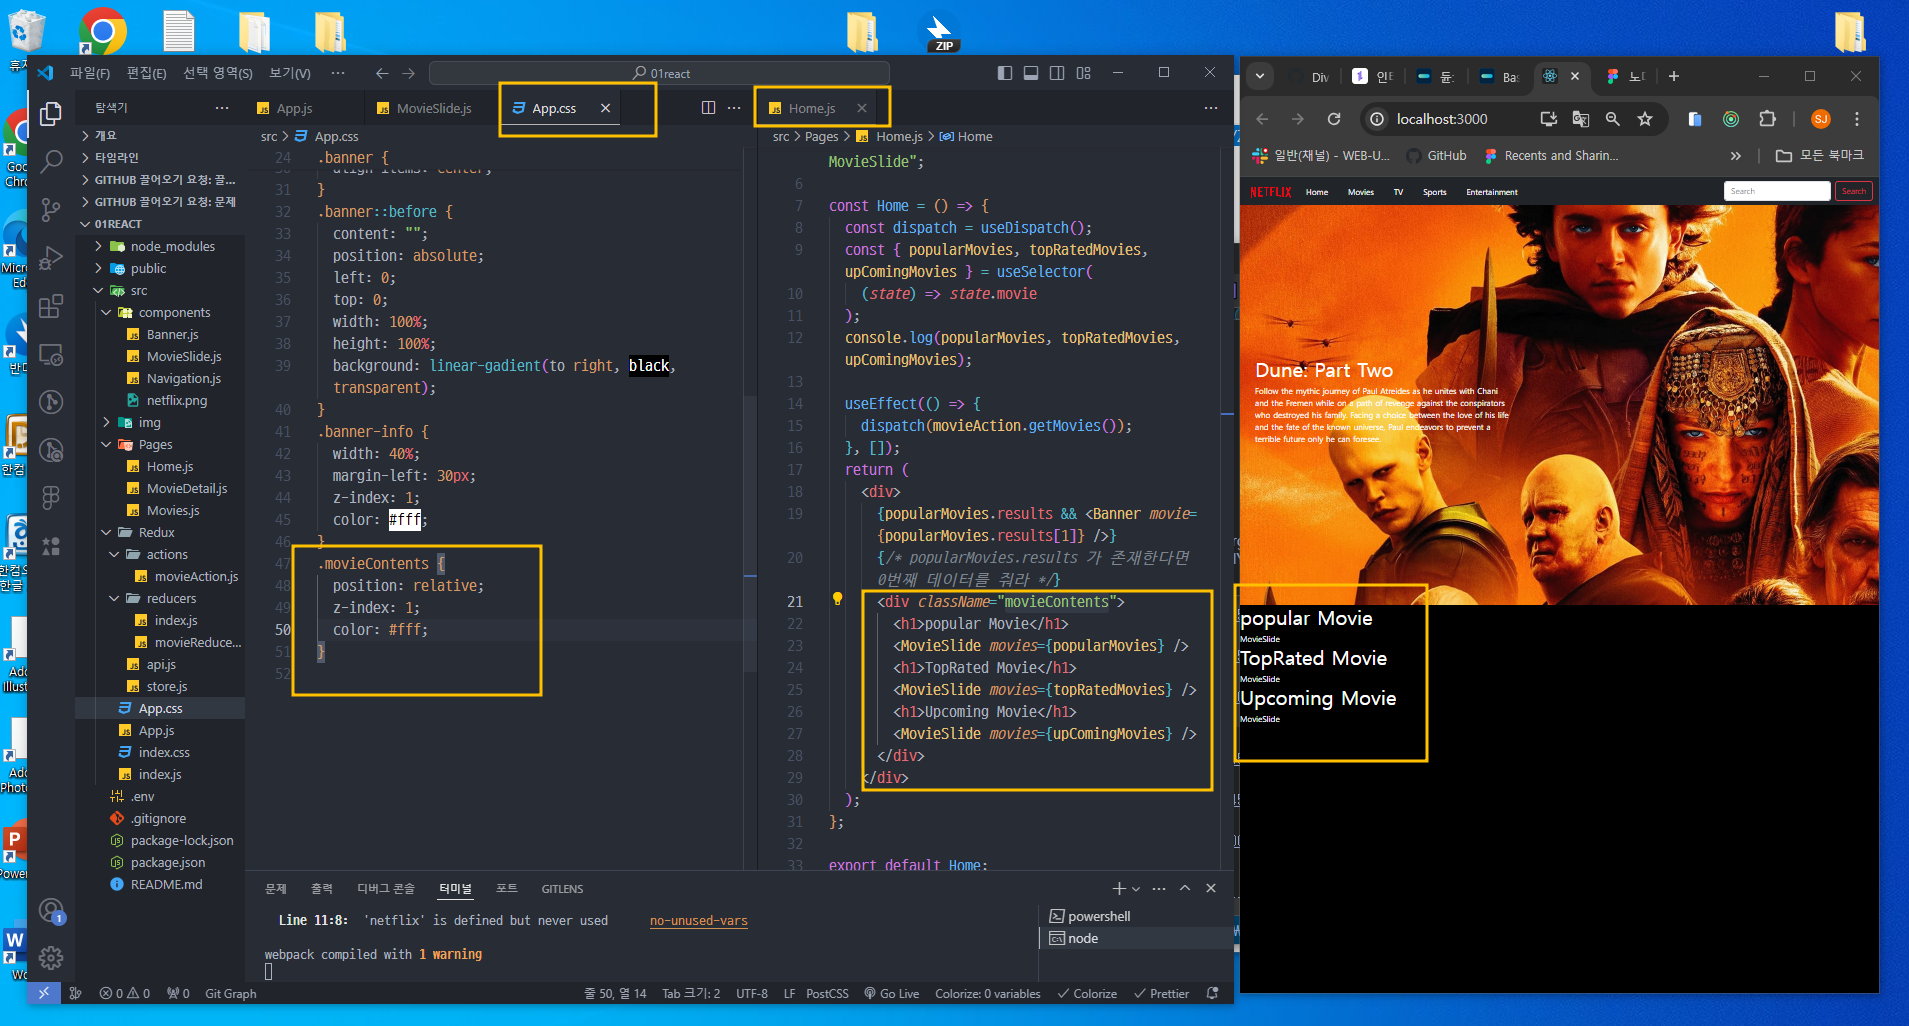 ZIP
파일(F) 편집(E) 선택 영역(S) 보기(V) ··· 01react
탐색기
개요
타임라인
GITHUB 끌어오기 요청: 끌...
GITHUB 끌어오기 요청: 문제
01REACT
node_modules
public
src
components
Banner.js
MovieSlide.js
Navigation.js
netflix.png
img
Pages
Home.js
MovieDetail.js
Movies.js
Redux
actions
movieAction.js
reducers
index.js
movieReduce...
api.js
store.js
App.css
App.js
index.css
index.js
.env
.gitignore
package-lock.json
package.json
README.md
App.js MovieSlide.js App.css
src > App.css
24 .banner {
30 align-items: center;
31 }
32 .banner::before {
33 content: "";
34 position: absolute;
35 left: 0;
36 top: 0;
37 width: 100%;
38 height: 100%;
39 background: linear-gadient(to right, black,
transparent);
40 }
41 .banner-info {
42 width: 40%;
43 margin-left: 30px;
44 z-index: 1;
45 color: #fff;
46 }
47 .movieContents {
48 position: relative;
49 z-index: 1;
50 color: #fff;
51 }
52
Home.js
src > Pages > Home.js > Home
MovieSlide";
6
7 const Home = () => {
8 const dispatch = useDispatch();
9 const { popularMovies, topRatedMovies,
upComingMovies } = useSelector(
10 (state) => state.movie
11 );
12 console.log(popularMovies, topRatedMovies,
upComingMovies);
13
14 useEffect(() => {
15 dispatch(movieAction.getMovies());
16 }, []);
17 return (
18 <div>
19 {popularMovies.results && <Banner movie=
{popularMovies.results[1]} />}
20 {/* popularMovies.results 가 존재한다면
0번째 데이터를 줘라 */}
21 <div className="movieContents">
22 <h1>popular Movie</h1>
23 <MovieSlide movies={popularMovies} />
24 <h1>TopRated Movie</h1>
25 <MovieSlide movies={topRatedMovies} />
26 <h1>Upcoming Movie</h1>
27 <MovieSlide movies={upComingMovies} />
28 </div>
29 </div>
30 );
31 };
32
33 export default Home;
문제 출력 디버그 콘솔 터미널 포트 GITLENS
Line 11:8: 'netflix' is defined but never used no-unused-vars
webpack compiled with 1 warning
powershell
node
0 0 0 Git Graph 줄 50, 열 14 Tab 크기: 2 UTF-8 LF PostCSS Go Live Colorize: 0 variables Colorize Prettier
Div 인 듄: Bas 노
localhost:3000 SJ
일반(채널) - WEB-U... GitHub Recents and Sharin... 모든 북마크
NETFLIX Home Movies TV Sports Entertainment Search Search
Dune: Part Two
Follow the mythic journey of Paul Atreides as he unites with Chani
and the Fremen while on a path of revenge against the conspirators
who destroyed his family. Facing a choice between the love of his life
and the fate of the known universe, Paul endeavors to prevent a
terrible future only he can foresee.
popular Movie
MovieSlide
TopRated Movie
MovieSlide
Upcoming Movie
MovieSlide